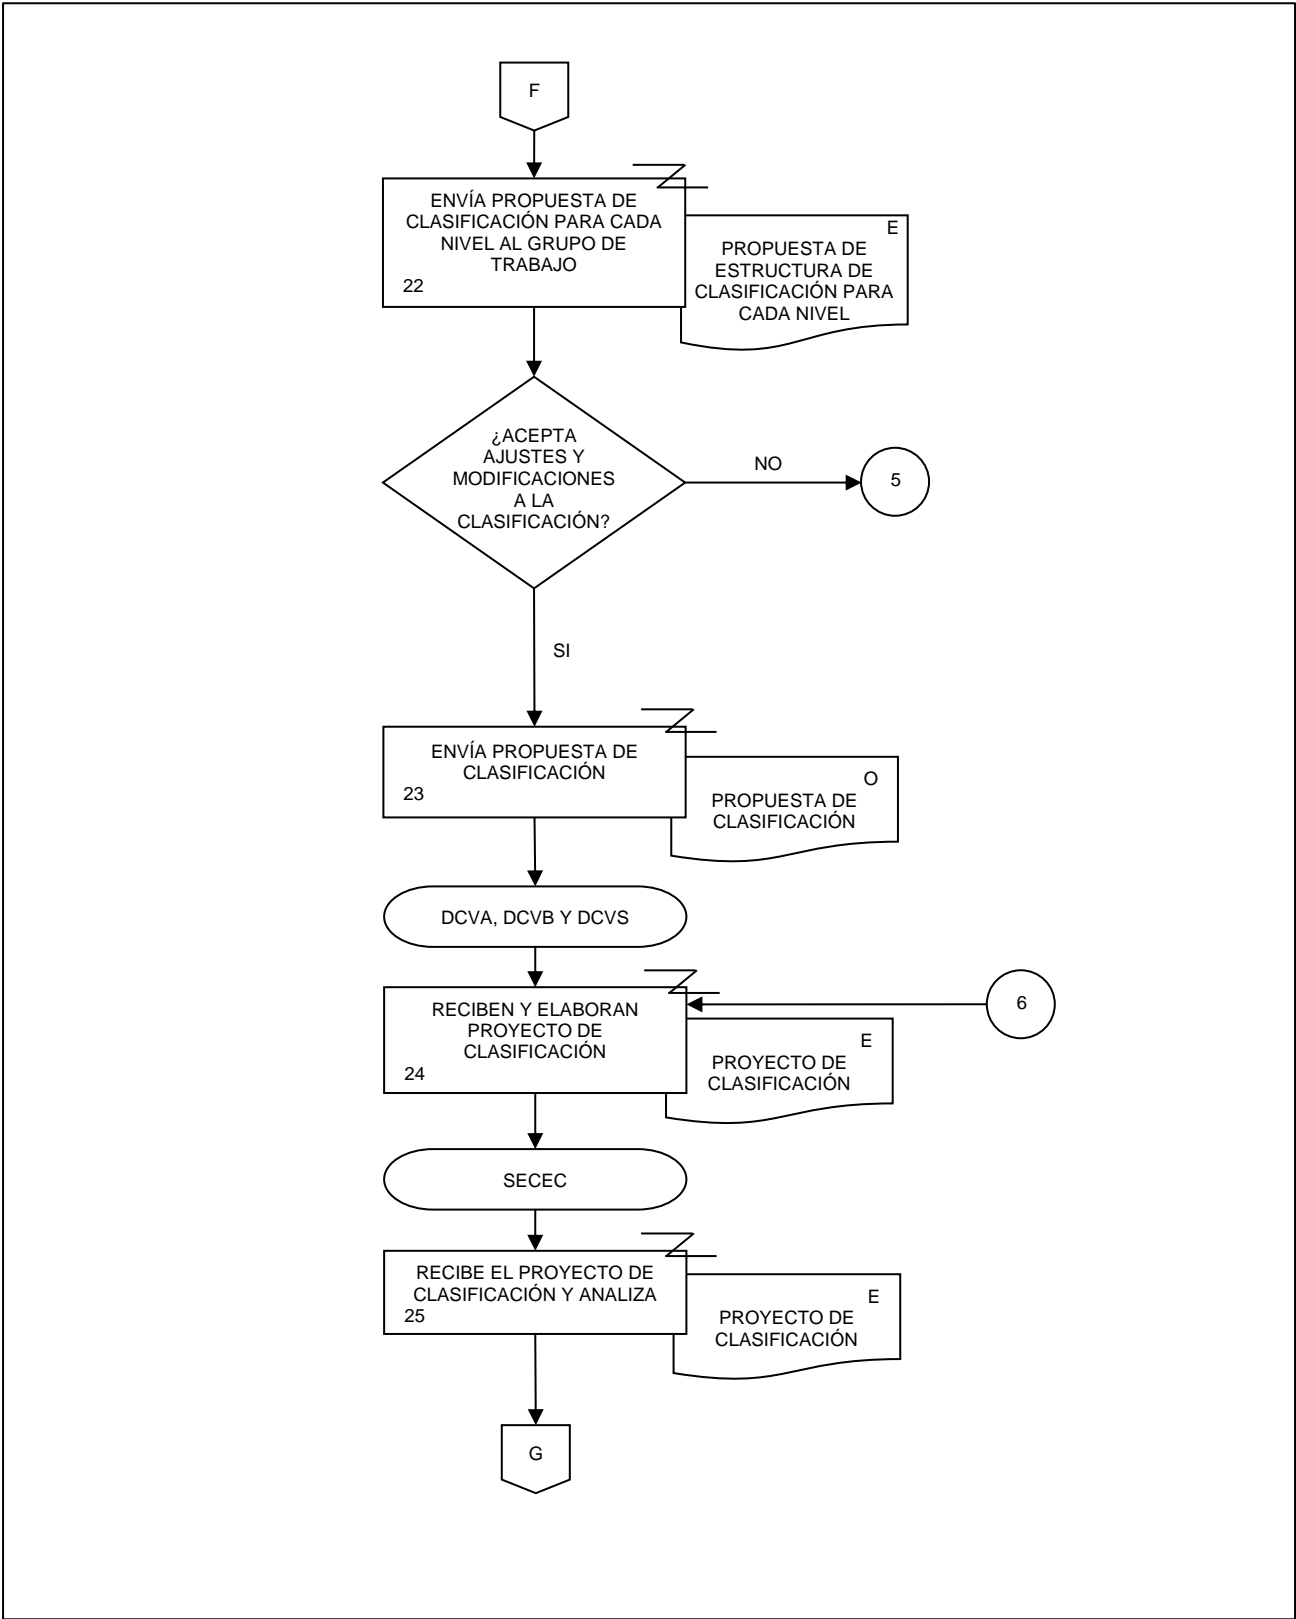 F
ENVÍA PROPUESTA DE
CLASIFICACIÓN PARA CADA
NIVEL AL GRUPO DE
TRABAJO
22
E
PROPUESTA DE
ESTRUCTURA DE
CLASIFICACIÓN PARA
CADA NIVEL
¿ACEPTA
AJUSTES Y
MODIFICACIONES
A LA
CLASIFICACIÓN?
NO
5
SI
ENVÍA PROPUESTA DE
CLASIFICACIÓN
23
O
PROPUESTA DE
CLASIFICACIÓN
DCVA, DCVB Y DCVS
RECIBEN Y ELABORAN
PROYECTO DE
CLASIFICACIÓN
24
6
E
PROYECTO DE
CLASIFICACIÓN
SECEC
RECIBE EL PROYECTO DE
CLASIFICACIÓN Y ANALIZA
25
E
PROYECTO DE
CLASIFICACIÓN
G